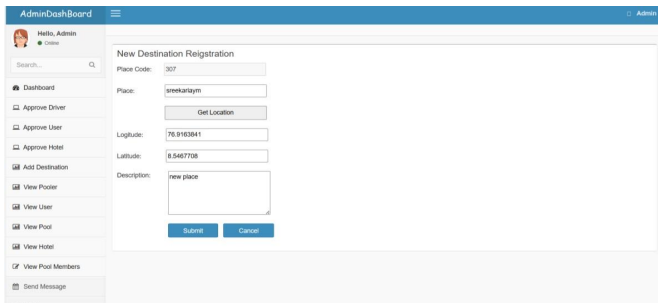 AdminDashBoard
Admin
Hello, Admin
Online
Search...
Dashboard
Approve Driver
Approve User
Approve Hotel
Add Destination
View Pooler
View User
View Pool
View Hotel
View Pool Members
Send Message
New Destination Reigstration
Place Code: 307
Place: sreekariaym
Get Location
Logitude: 76.9163841
Latitude: 8.5467708
Description: new place
Submit Cancel